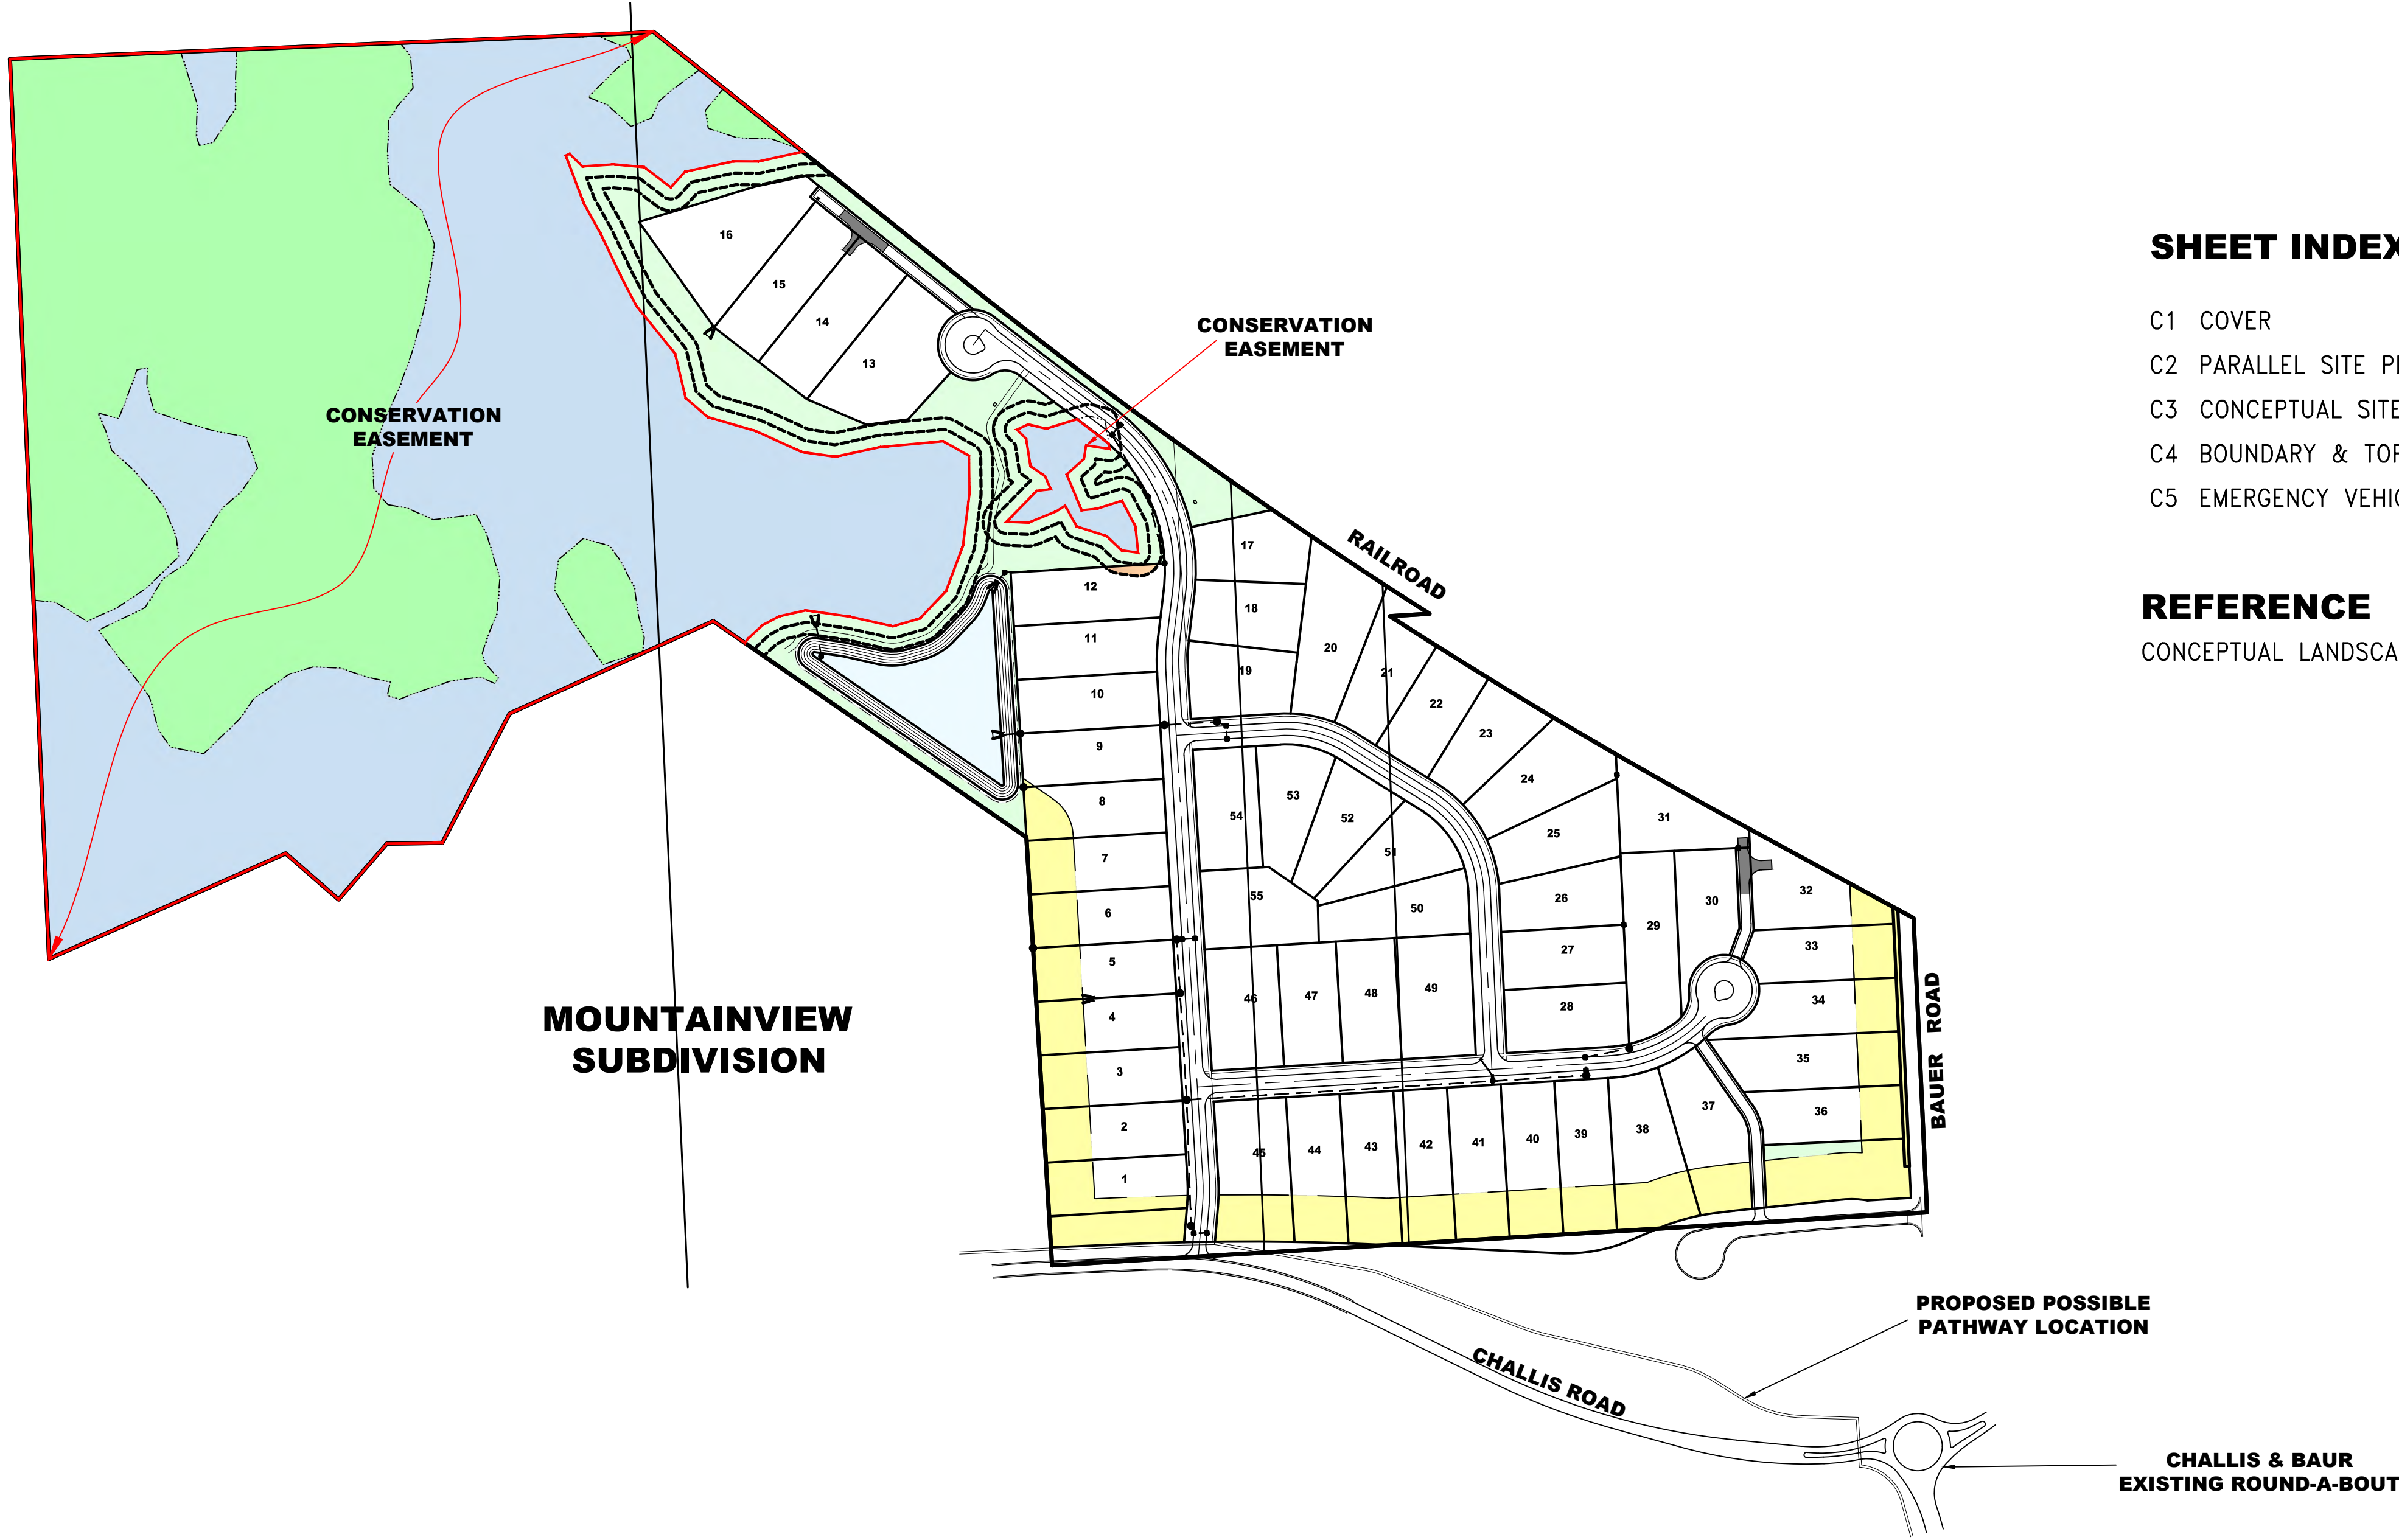 SHEET INDEX
C1 COVER
C2 PARALLEL SITE
C3 CONCEPTUAL SITE
C4 BOUNDARY &
C5 EMERGENCY
REFERENCE
CONCEPTUAL
CONSERVATION
EASEMENT
CONSERVATION
EASEMENT
RAILROAD
MOUNTAINVIEW
SUBDIVISION
BAUER ROAD
CHALLIS ROAD
PROPOSED POSSIBLE
PATHWAY LOCATION
CHALLIS & BAUR
EXISTING ROUND-A-BOUT
16
15
14
13
12
11
10
9
8
7
6
5
4
3
2
1
17
18
19
20
21
22
23
24
25
26
27
28
29
30
31
32
33
34
35
36
37
38
39
40
41
42
43
44
45
46
47
48
49
50
51
52
53
54
55